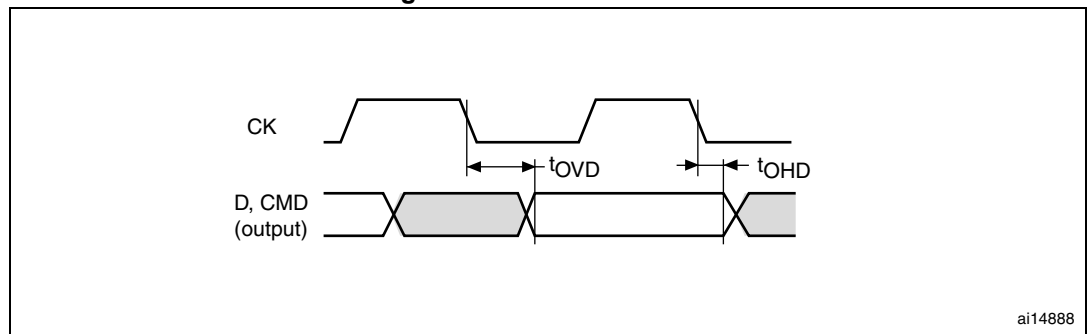 CK
tOVD
tOHD
D, CMD
(output)
ai14888